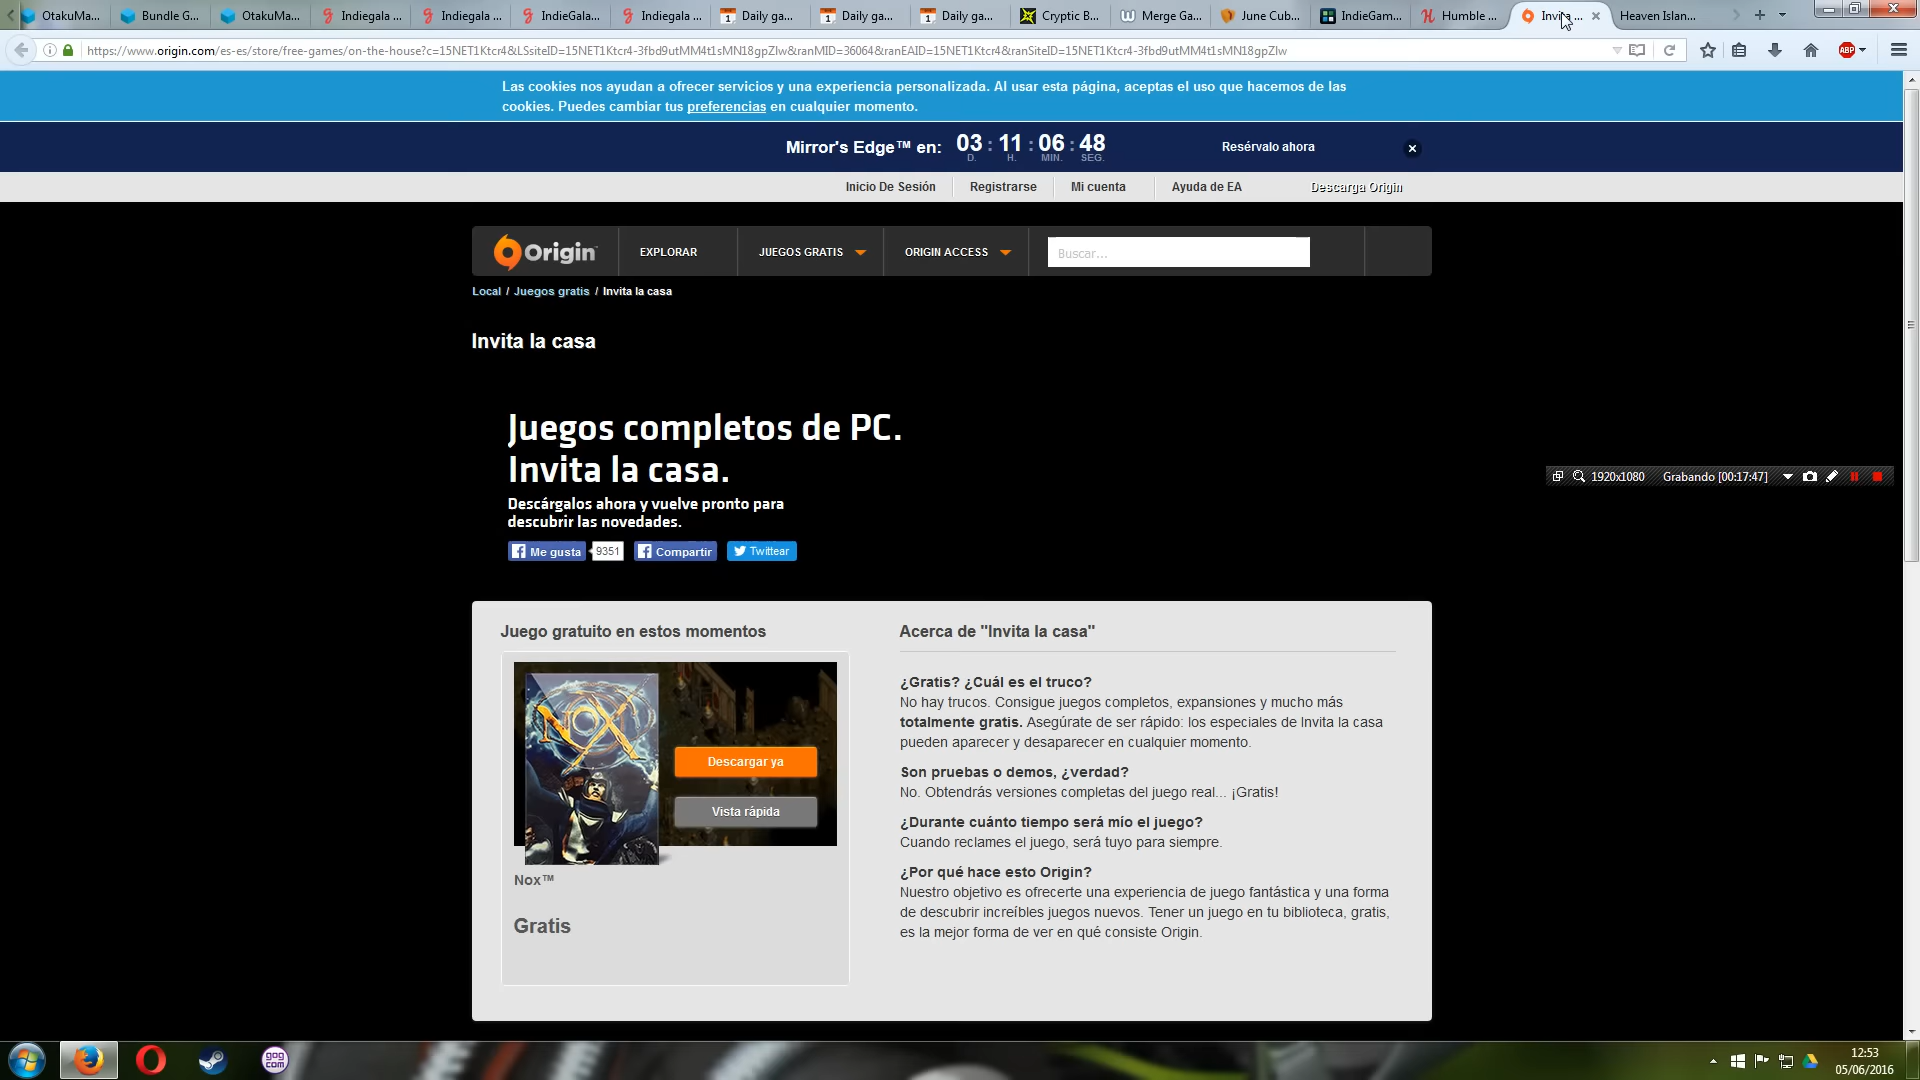 OtakuMa...
Bundle G...
OtakuMa...
Indiegala ...
Indiegala ...
IndieGala...
Indiegala ...
Daily ga...
Daily ga...
Daily ga...
Cryptic B...
Merge Ga...
June Cub...
IndieGam...
Humble ...
Invita ...
Heaven Islan...
https://www.origin.com/es-es/store/free-games/on-the-house?c=15NET1Ktcr4&LSsiteID=15NET1Ktcr4-3fbd9utMM4t1sMN18gpZlw&ranMID=36064&ranEAID=15NET1Ktcr4&ranSiteID=15NET1Ktcr4-3fbd9utMM4t1sMN18gpZlw
ABP
Las cookies nos ayudan a ofrecer servicios y una experiencia personalizada. Al usar esta página, aceptas el uso que hacemos de las
cookies. Puedes cambiar tus preferencias en cualquier momento.
Mirror's Edge™ en: 03 : 11 : 06 : 48
D. H. MIN. SEG.
Resérvalo ahora
Inicio De Sesión
Registrarse
Mi cuenta
Ayuda de EA
Descarga Origin
Origin
EXPLORAR
JUEGOS GRATIS
ORIGIN ACCESS
Buscar...
Local / Juegos gratis / Invita la casa
Invita la casa
Juegos completos de PC.
Invita la casa.
Descárgalos ahora y vuelve pronto para
descubrir las novedades.
Me gusta
9351
Compartir
Twittear
1920x1080
Grabando [00:17:47]
Juego gratuito en estos momentos
NOX
Descargar ya
Vista rápida
Nox™
Gratis
Acerca de "Invita la casa"
¿Gratis? ¿Cuál es el truco?
No hay trucos. Consigue juegos completos, expansiones y mucho más
totalmente gratis. Asegúrate de ser rápido: los especiales de Invita la casa
pueden aparecer y desaparecer en cualquier momento.
Son pruebas o demos, ¿verdad?
No. Obtendrás versiones completas del juego real... ¡Gratis!
¿Durante cuánto tiempo será mío el juego?
Cuando reclames el juego, será tuyo para siempre.
¿Por qué hace esto Origin?
Nuestro objetivo es ofrecerte una experiencia de juego fantástica y una forma
de descubrir increíbles juegos nuevos. Tener un juego en tu biblioteca, gratis,
es la mejor forma de ver en qué consiste Origin.
gog
com
12:53
05/06/2016